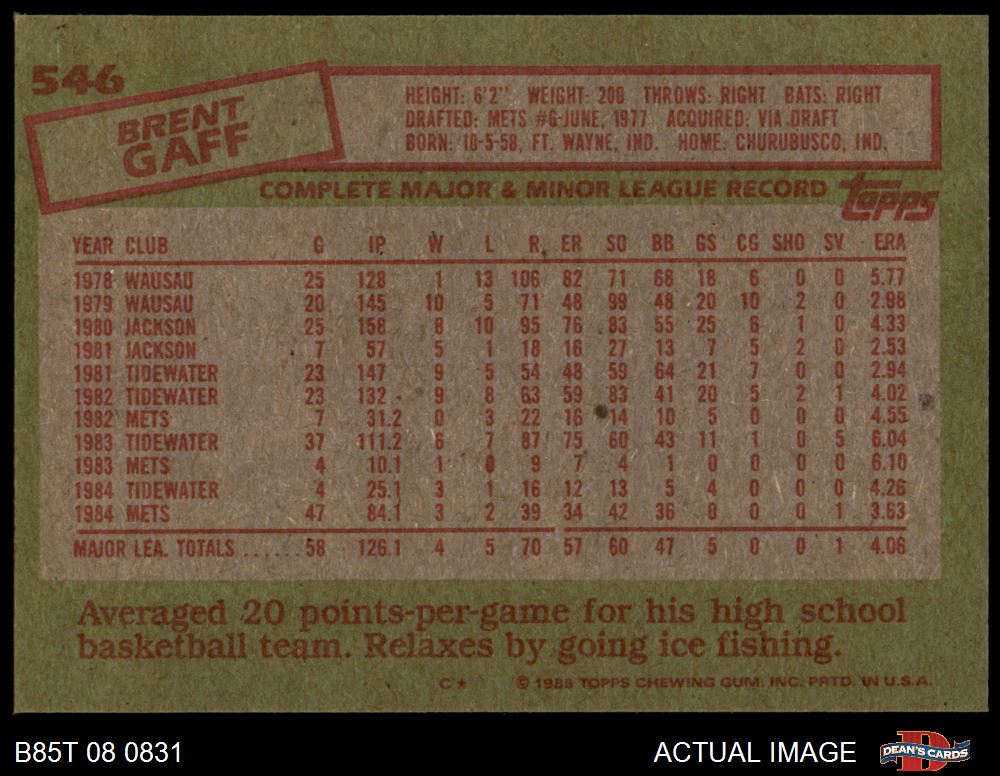 546
BRENT
GAFF
HEIGHT: 6'2" WEIGHT: 200 THROWS: RIGHT BATS: RIGHT
DRAFTED: METS #6-JUNE, 1977 ACQUIRED: VIA DRAFT
BORN: 10-5-58, FT. WAYNE, IND. HOME: CHURUBUSCO, IND.
COMPLETE MAJOR & MINOR LEAGUE RECORD topps
YEAR CLUB G IP W L R ER SO BB GS CG SHO SV ERA
1978 WAUSAU 25 128 1 13 106 82 71 68 18 6 0 0 5.77
1979 WAUSAU 20 145 10 5 71 48 99 48 20 10 2 0 2.98
1980 JACKSON 25 158 8 10 95 76 83 55 25 6 1 0 4.33
1981 JACKSON 7 57 5 1 18 16 27 13 7 5 2 0 2.53
1981 TIDEWATER 23 147 9 5 54 48 59 64 21 7 0 0 2.94
1982 TIDEWATER 23 132 9 8 63 59 83 41 20 5 2 1 4.02
1982 METS 7 31.2 0 3 22 16 14 10 5 0 0 0 4.55
1983 TIDEWATER 37 111.2 6 7 87 75 60 43 11 1 0 5 6.04
1983 METS 4 10.1 1 0 9 7 4 1 0 0 0 0 6.10
1984 TIDEWATER 4 25.1 3 1 16 12 13 5 4 0 0 0 4.26
1984 METS 47 84.1 3 2 39 34 42 36 0 0 0 1 3.63
MAJOR LEA. TOTALS ...... 58 126.1 4 5 70 57 60 47 5 0 0 1 4.06
Averaged 20 points-per-game for his high school
basketball team. Relaxes by going ice fishing.
C* © 1985 TOPPS CHEWING GUM, INC. PRTD. IN U.S.A.
B85T 08 0831 ACTUAL IMAGE D DEAN'S CARDS